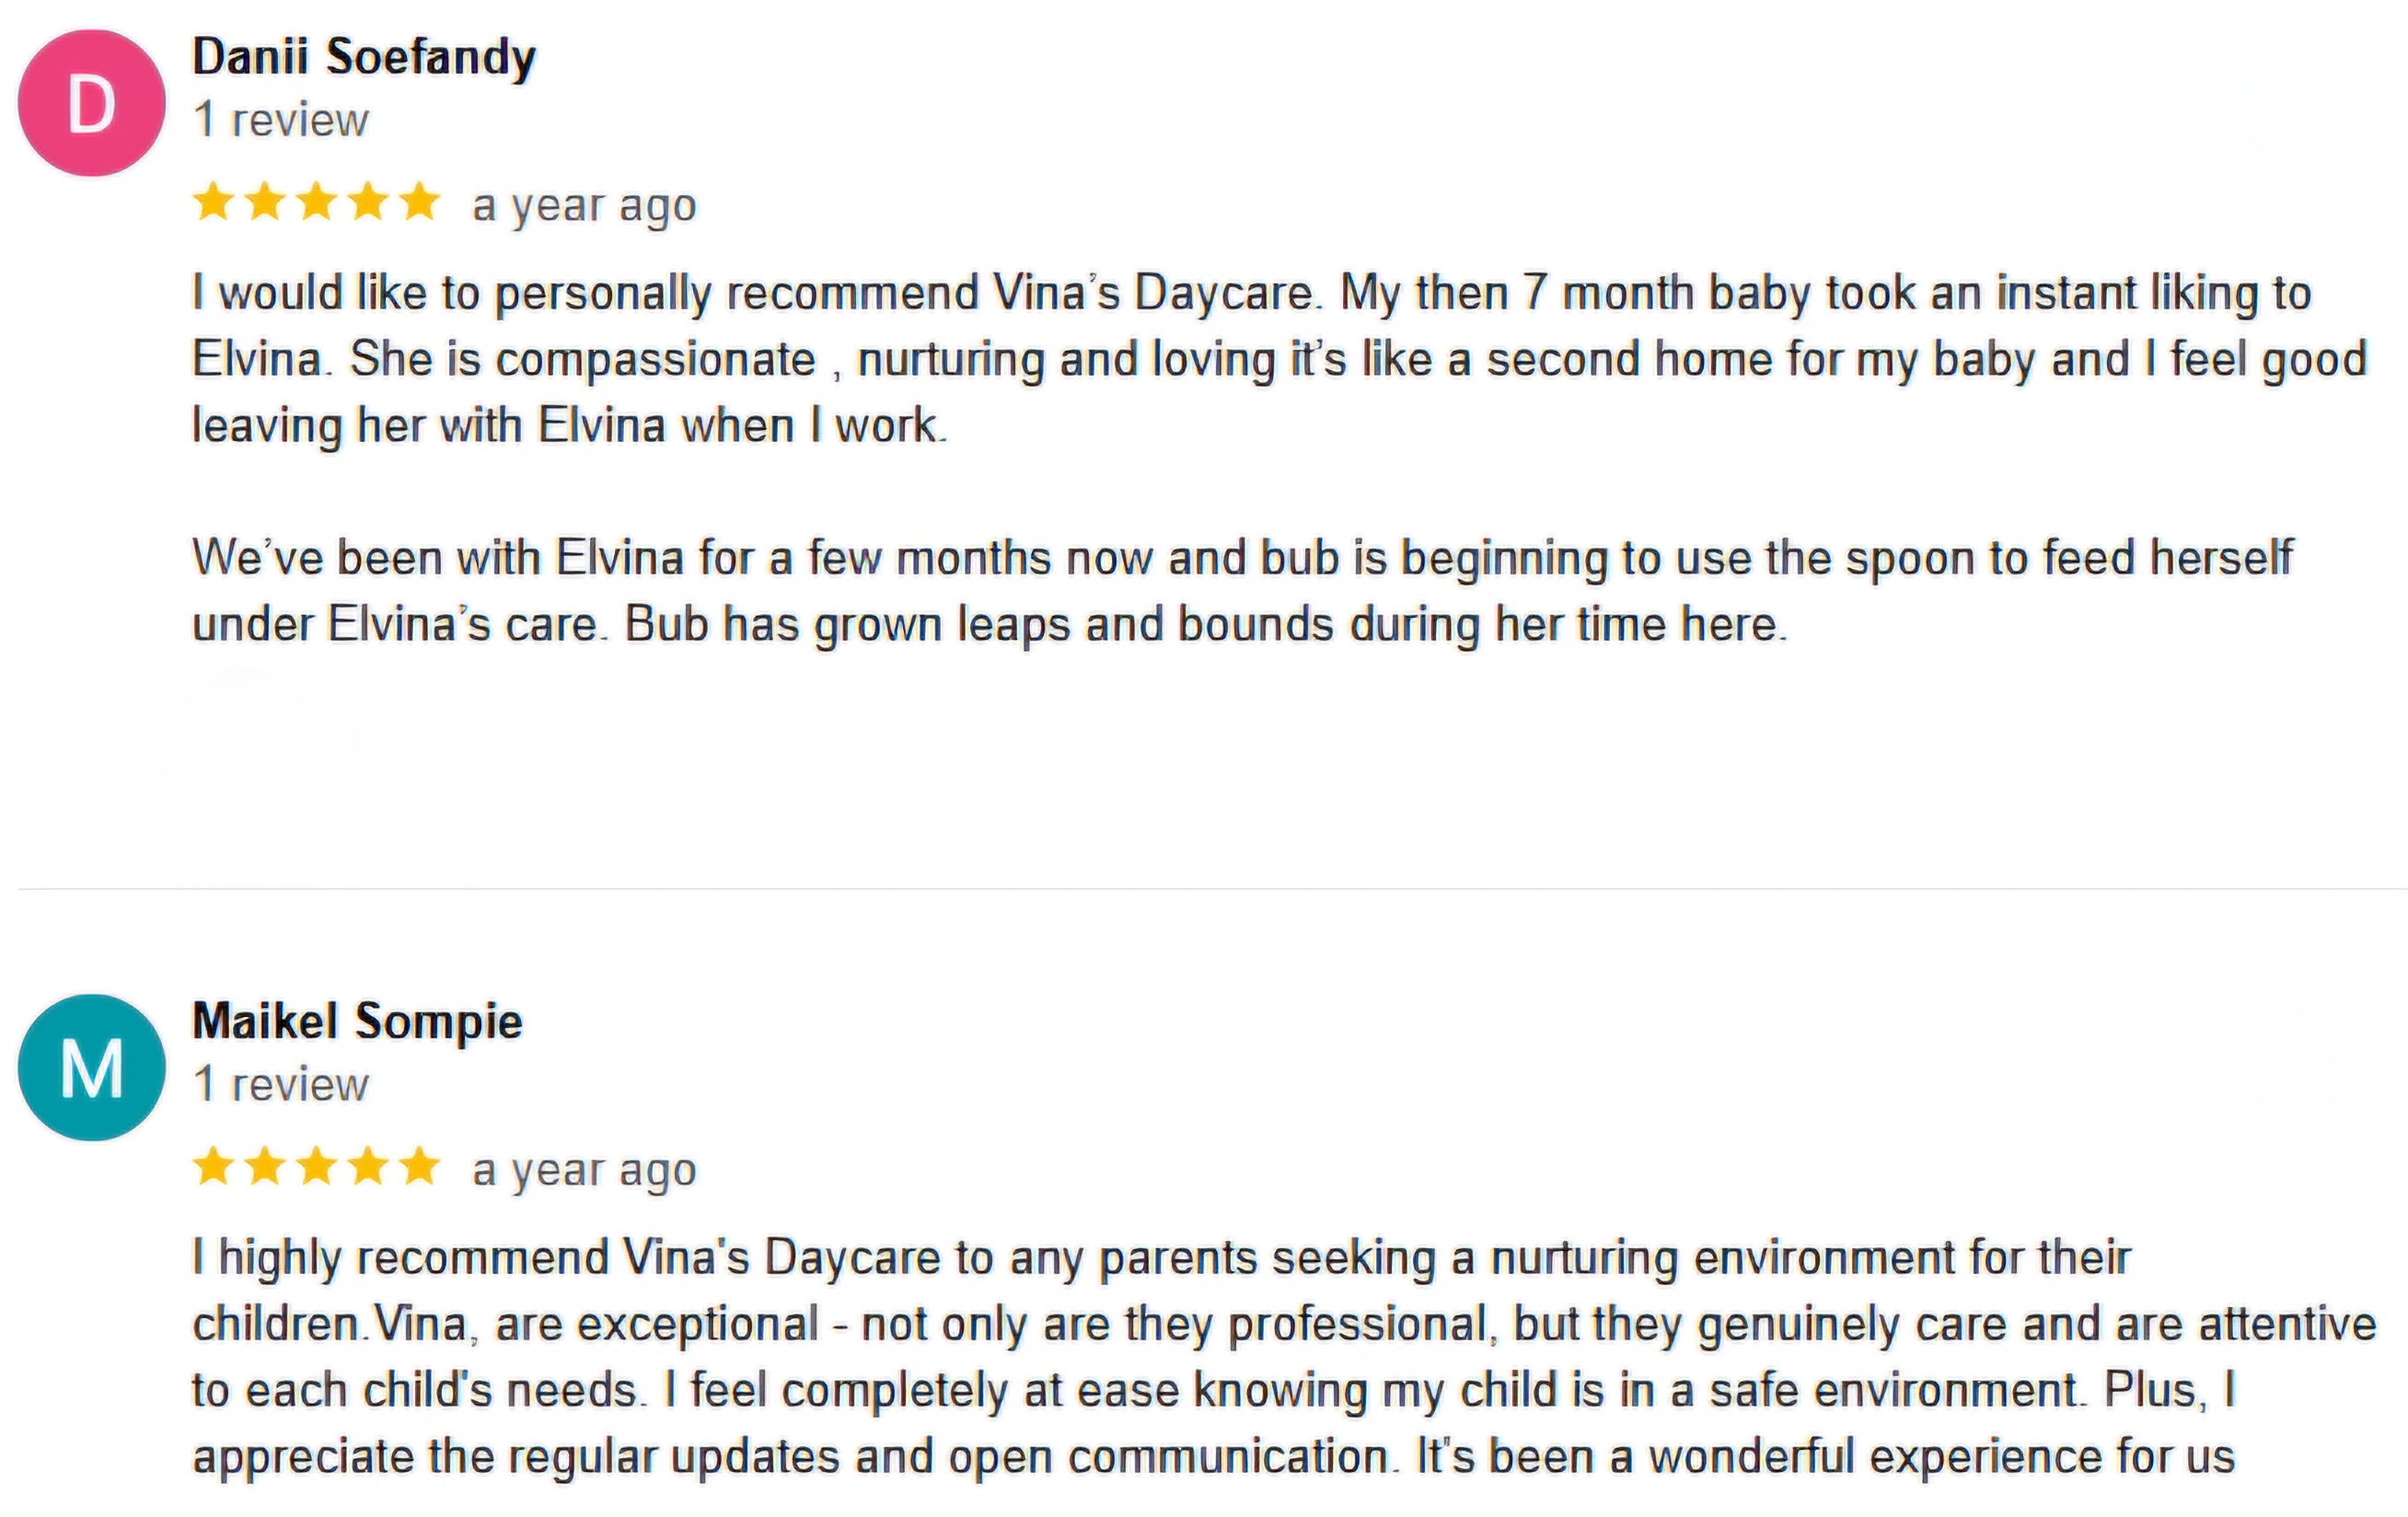 D
Danii Soefandy
1 review
★★★★★ a year ago
I would like to personally recommend Vina’s Daycare. My then 7 month baby took an instant liking to
Elvina. She is compassionate , nurturing and loving it’s like a second home for my baby and I feel good
leaving her with Elvina when I work.
We’ve been with Elvina for a few months now and bub is beginning to use the spoon to feed herself
under Elvina’s care. Bub has grown leaps and bounds during her time here.
M
Maikel Sompie
1 review
★★★★★ a year ago
I highly recommend Vina's Daycare to any parents seeking a nurturing environment for their
children.Vina, are exceptional - not only are they professional, but they genuinely care and are attentive
to each child's needs. I feel completely at ease knowing my child is in a safe environment. Plus, I
appreciate the regular updates and open communication. It's been a wonderful experience for us